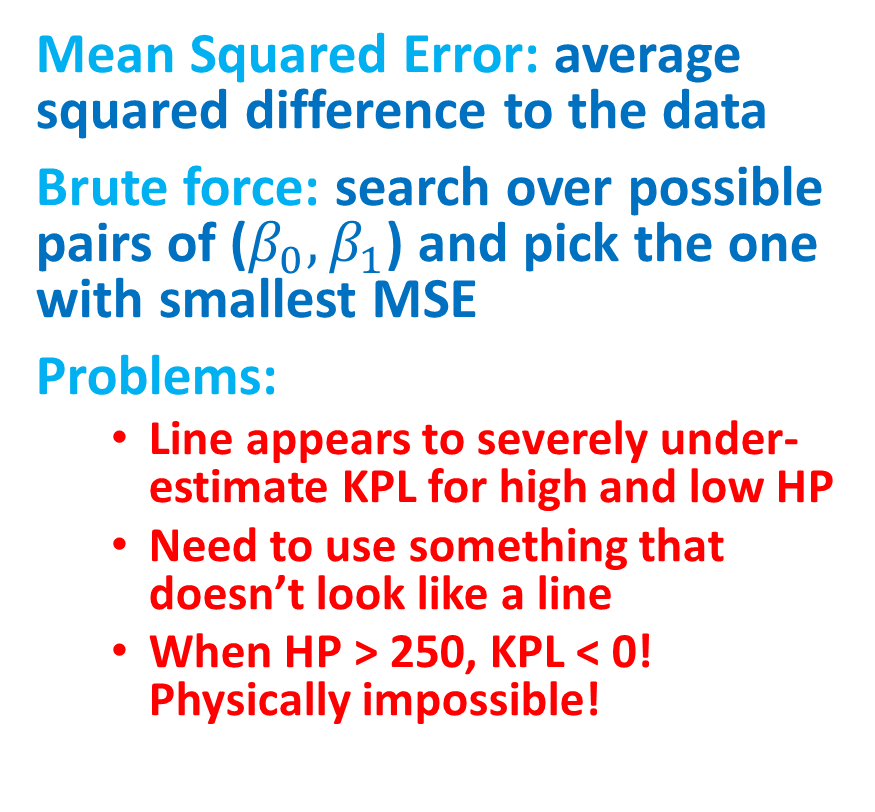 Mean Squared Error: average
squared difference to the data
Brute force: search over possible
pairs of (β₀, β₁) and pick the one
with smallest MSE
Problems:
• Line appears to severely under-
estimate KPL for high and low HP
• Need to use something that
doesn’t look like a line
• When HP > 250, KPL < 0!
Physically impossible!